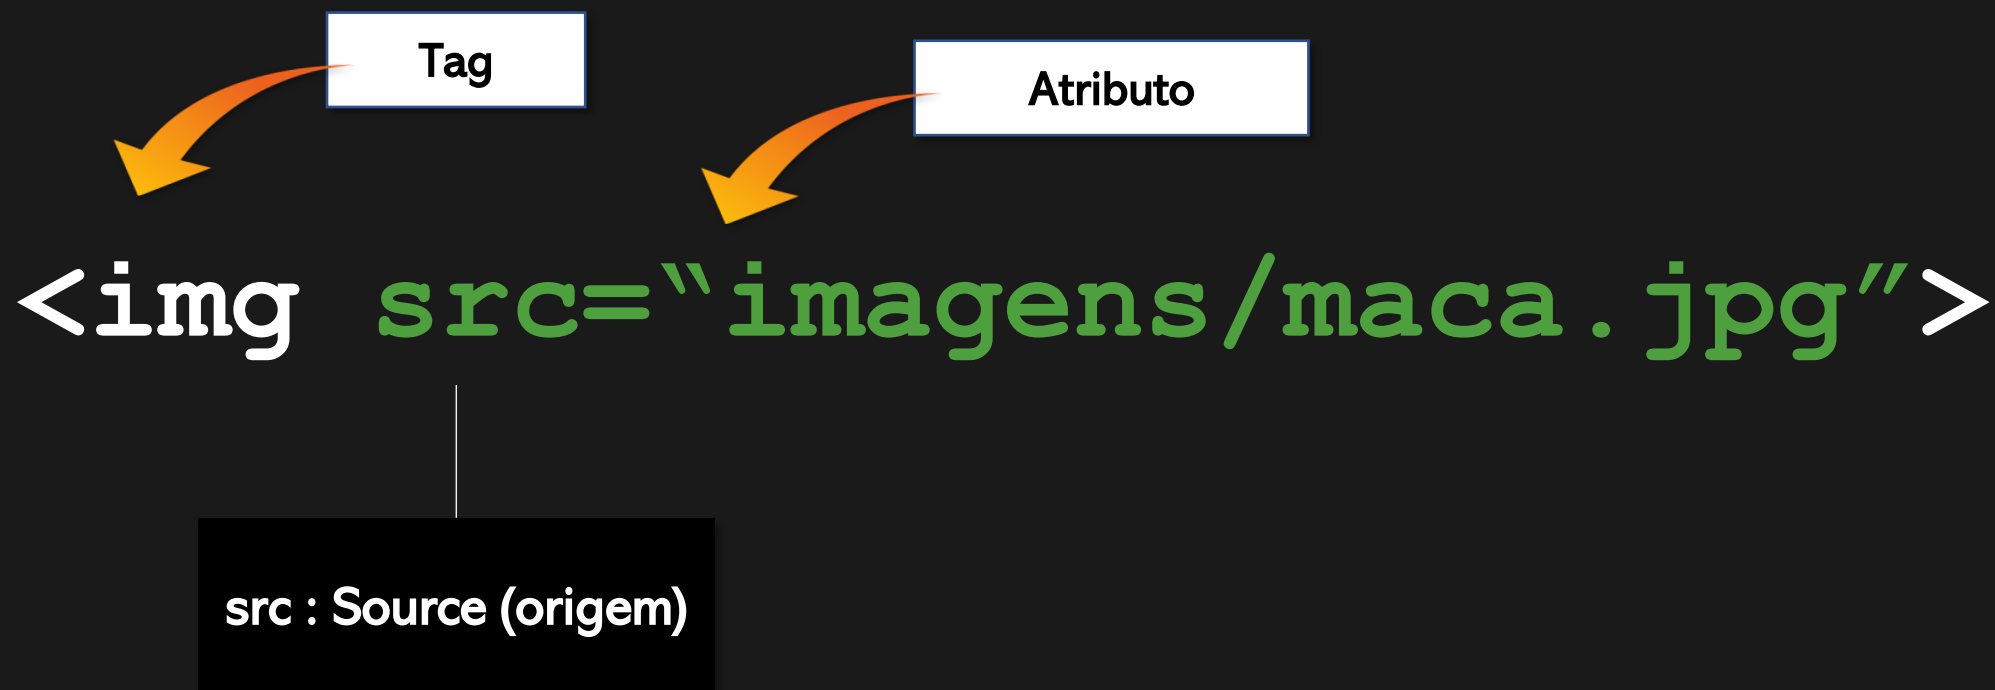 Tag
Atributo
<img src=“imagens/maca.jpg”>
src : Source (origem)